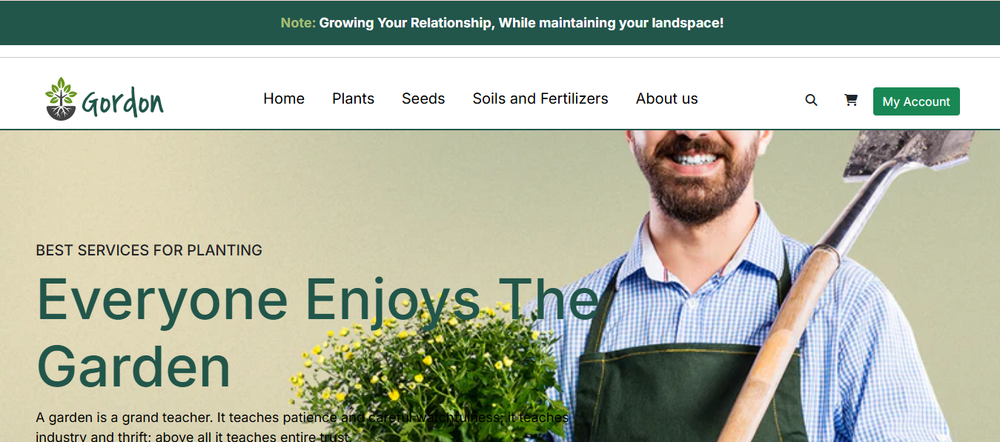 Note: Growing Your Relationship, While maintaining your landspace!
Gordon
Home Plants Seeds Soils and Fertilizers About us
My Account
BEST SERVICES FOR PLANTING
Everyone Enjoys The
Garden
A garden is a grand teacher. It teaches patience and careful watchfulness; it teaches
industry and thrift; above all it teaches entire trust.